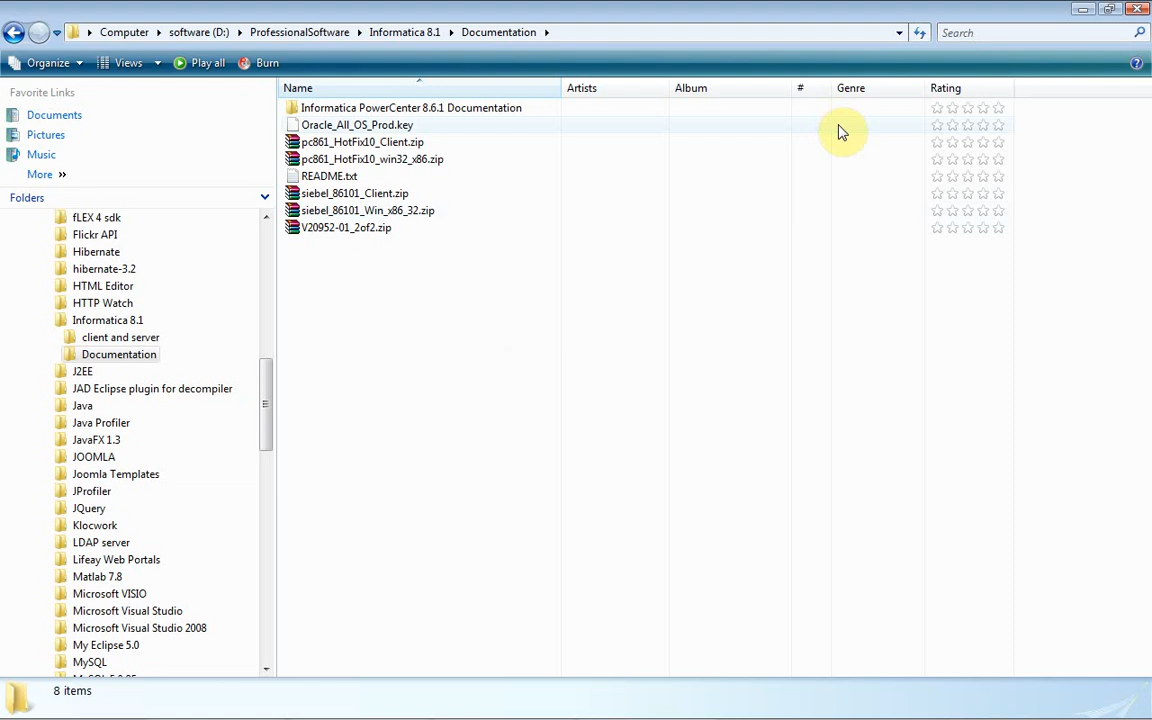 Computer ▸ software (D:) ▸ ProfessionalSoftware ▸ Informatica 8.1 ▸ Documentation ▸
Search
Organize Views Play all Burn
Favorite Links
Documents
Pictures
Music
More »
Folders
fLEX 4 sdk
Flickr API
Hibernate
hibernate-3.2
HTML Editor
HTTP Watch
Informatica 8.1
client and server
Documentation
J2EE
JAD Eclipse plugin for decompiler
Java
Java Profiler
JavaFX 1.3
JOOMLA
Joomla Templates
JProfiler
JQuery
Klocwork
LDAP server
Liferay Web Portals
Matlab 7.8
Microsoft VISIO
Microsoft Visual Studio
Microsoft Visual Studio 2008
My Eclipse 5.0
MySQL
Name Artists Album # Genre Rating
Informatica PowerCenter 8.6.1 Documentation
Oracle_All_OS_Prod.key
pc861_HotFix10_Client.zip
pc861_HotFix10_win32_x86.zip
README.txt
siebel_86101_Client.zip
siebel_86101_Win_x86_32.zip
V20952-01_2of2.zip
8 items